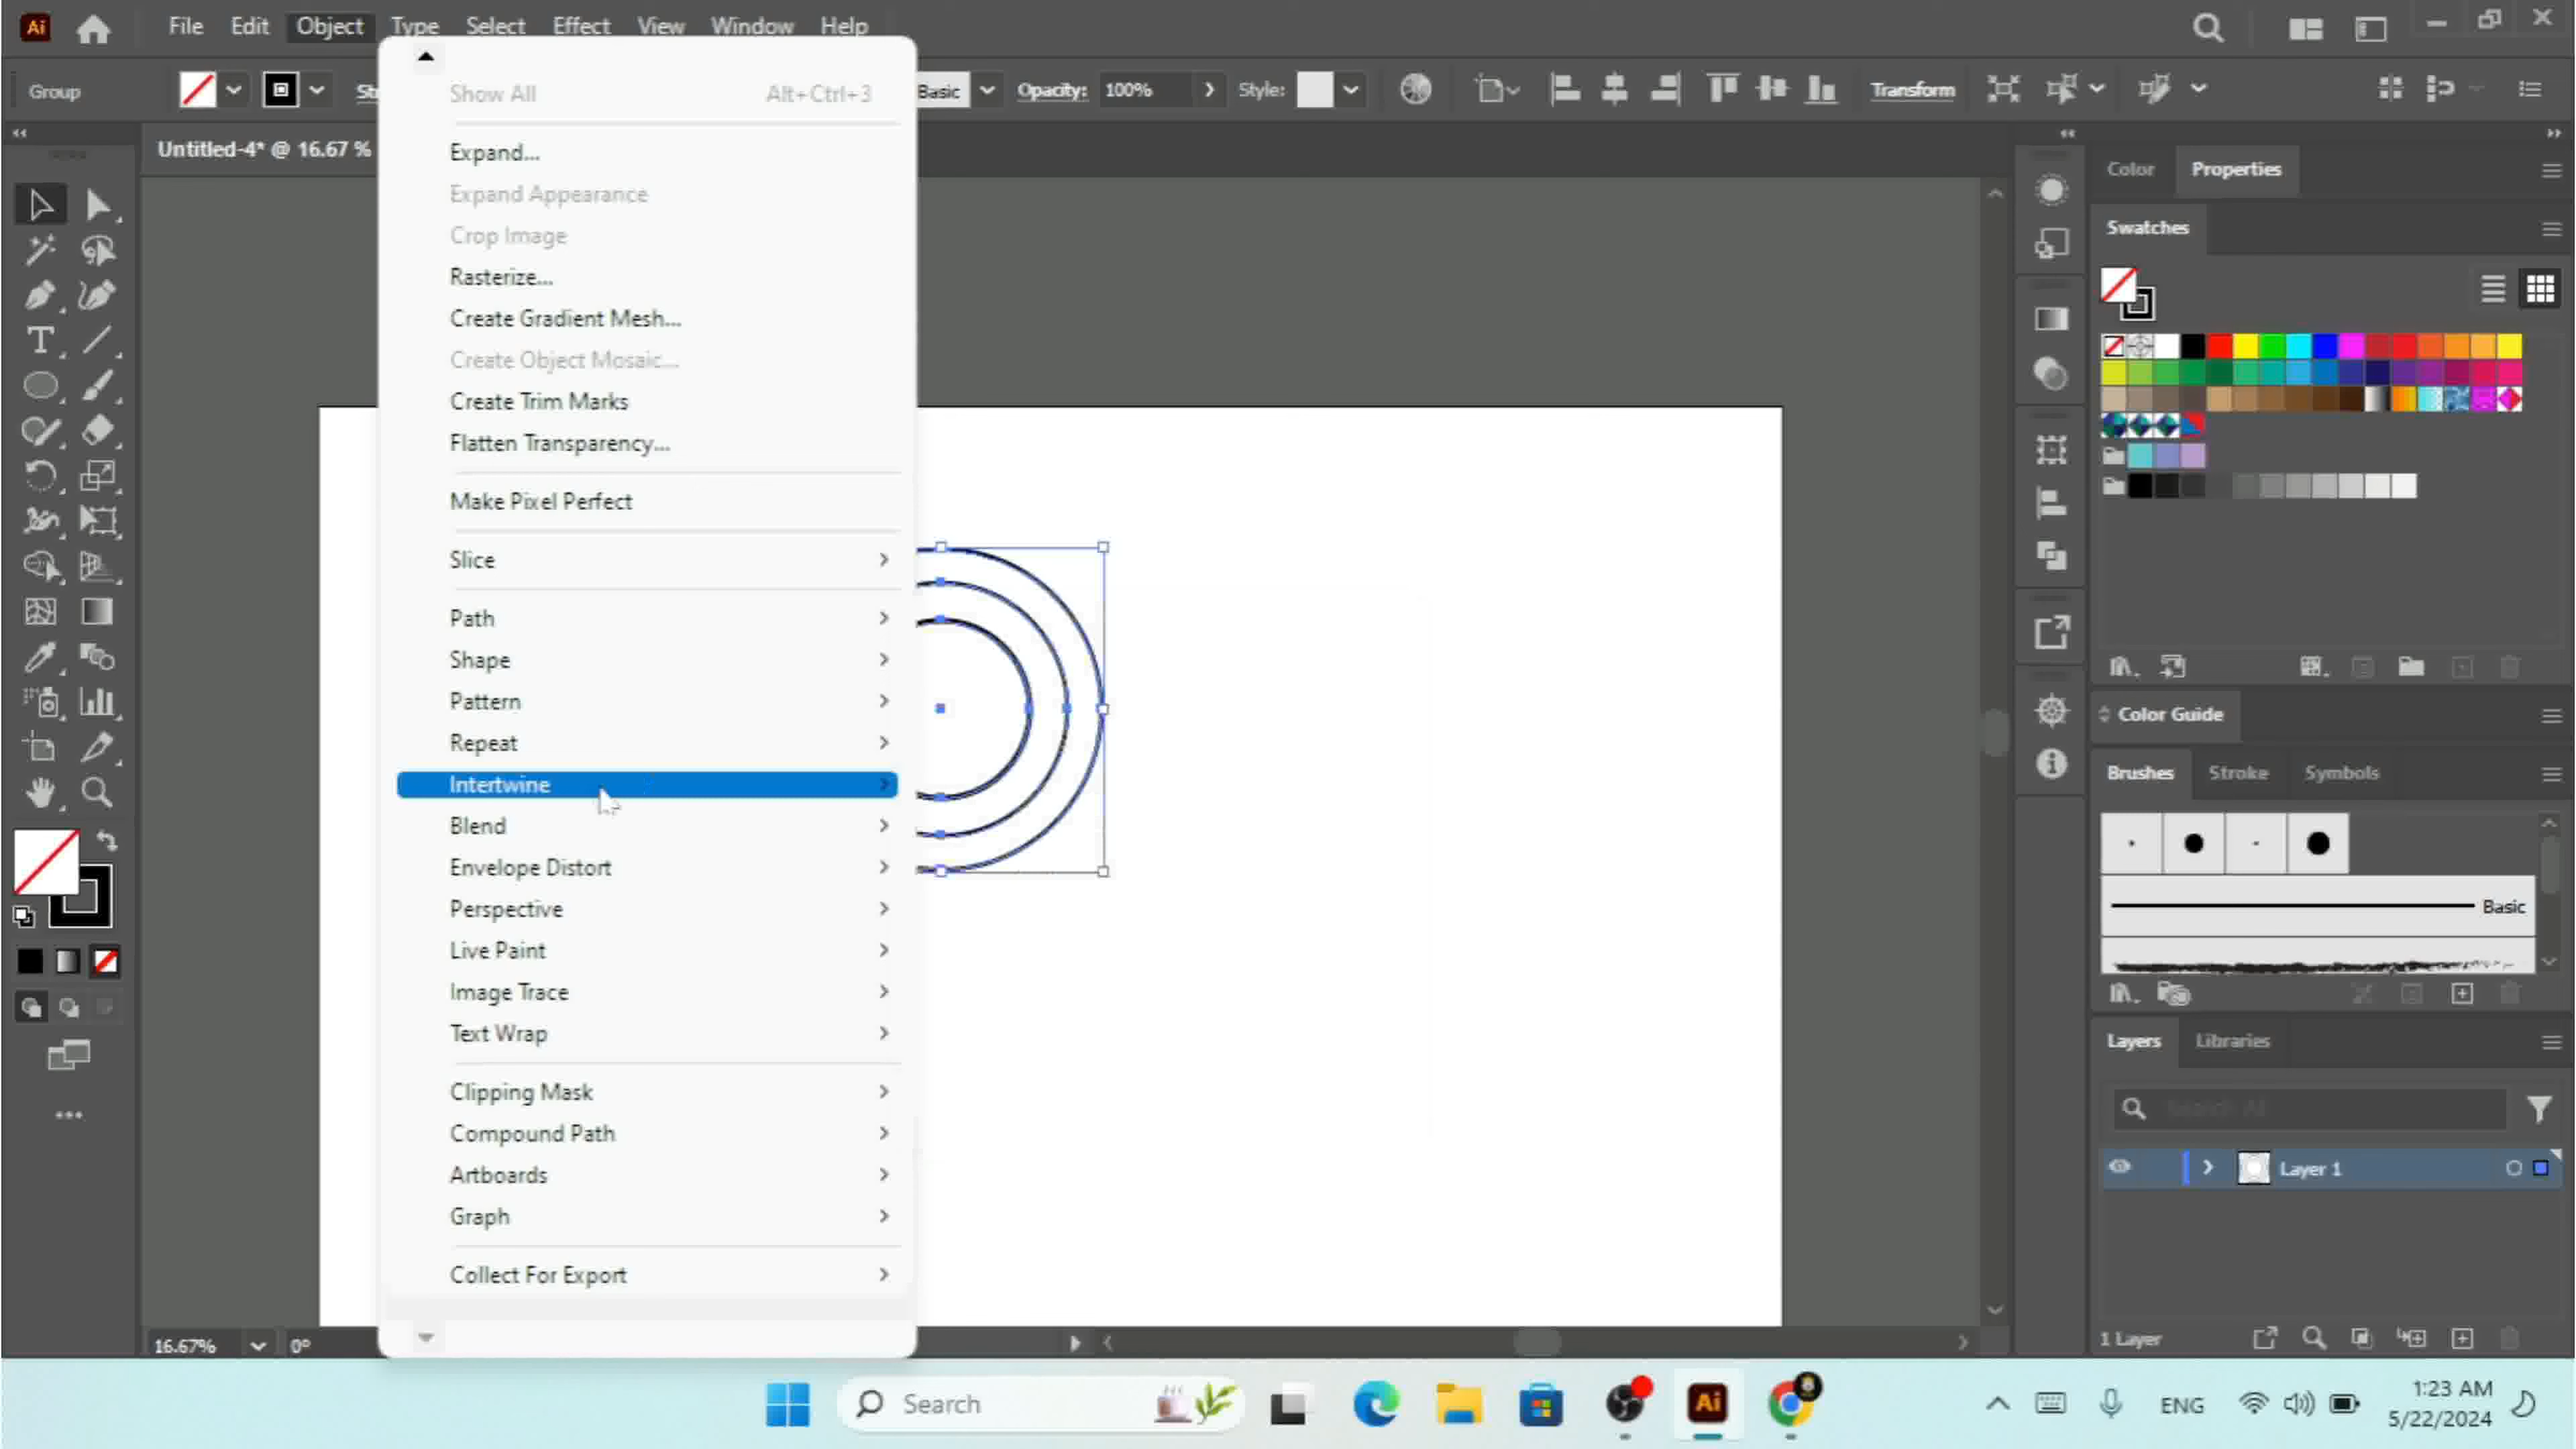 Ai File Edit Object Type Select Effect View Window Help
Group
Basic
Opacity: 100%
Style:
Transform
Untitled-4* @ 16.67 %
Show All Alt+Ctrl+3
Expand...
Expand Appearance
Crop Image
Rasterize...
Create Gradient Mesh...
Create Object Mosaic...
Create Trim Marks
Flatten Transparency...
Make Pixel Perfect
Slice
Path
Shape
Pattern
Repeat
Intertwine
Blend
Envelope Distort
Perspective
Live Paint
Image Trace
Text Wrap
Clipping Mask
Compound Path
Artboards
Graph
Collect For Export
Color Properties
Swatches
Color Guide
Brushes Stroke Symbols
Basic
Layers Libraries
Layer 1
1 Layer
16.67% 0°
Search
Ai
ENG
1:23 AM
5/22/2024